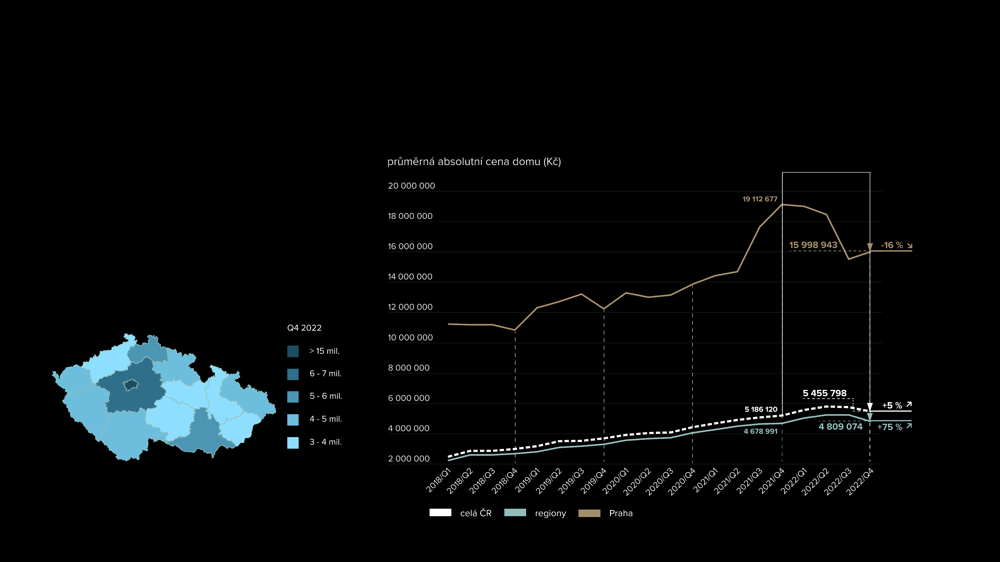 průměrná absolutní cena domu (Kč)
20 000 000
18 000 000
16 000 000
14 000 000
12 000 000
10 000 000
8 000 000
6 000 000
4 000 000
2 000 000
19 112 677
15 998 943
-16 %
5 455 798
+5 %
5 186 120
4 678 991
4 809 074
+75 %
2018/Q1
2018/Q2
2018/Q3
2018/Q4
2019/Q1
2019/Q2
2019/Q3
2019/Q4
2020/Q1
2020/Q2
2020/Q3
2020/Q4
2021/Q1
2021/Q2
2021/Q3
2021/Q4
2022/Q1
2022/Q2
2022/Q3
2022/Q4
celá ČR
regiony
Praha
Q4 2022
> 15 mil.
6 - 7 mil.
5 - 6 mil.
4 - 5 mil.
3 - 4 mil.